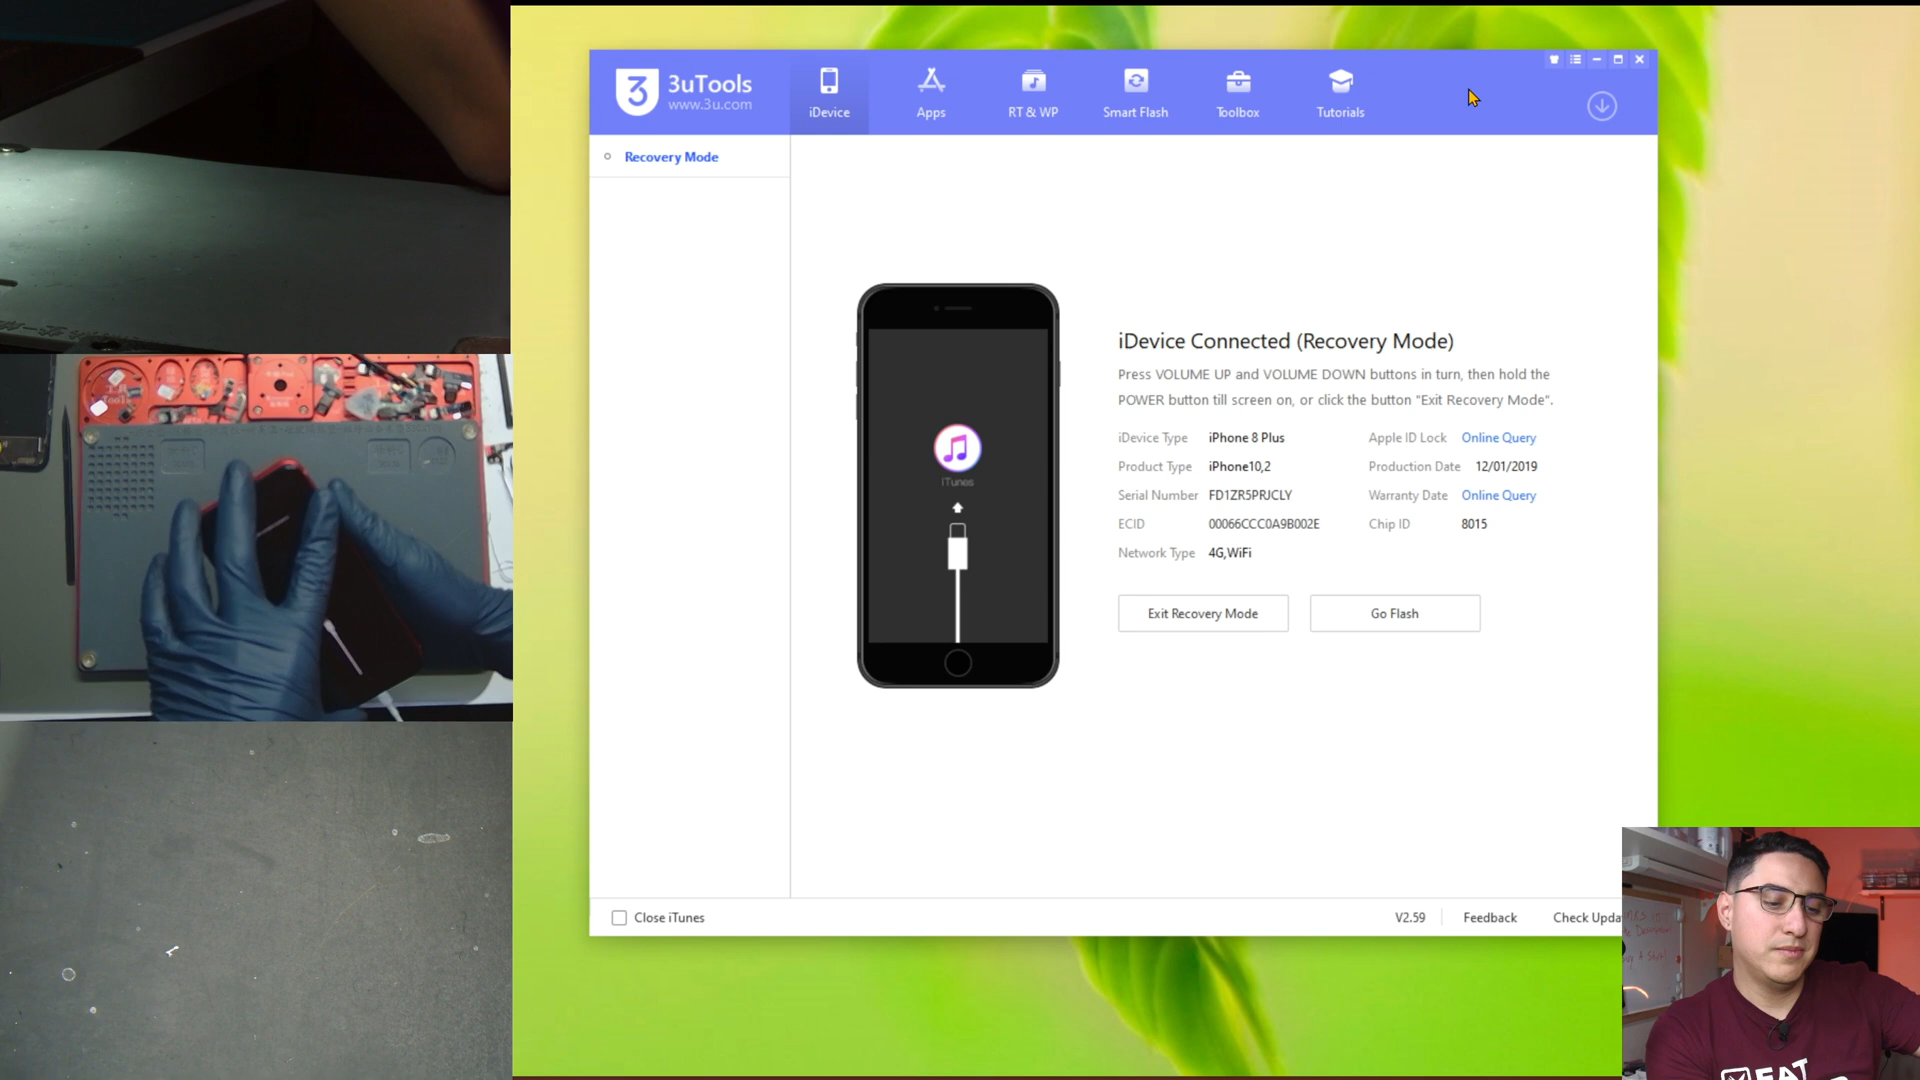 3 3uTools
www.3u.com
iDevice
Apps
RT & WP
Smart Flash
Toolbox
Tutorials
Recovery Mode
iTunes
iDevice Connected (Recovery Mode)
Press VOLUME UP and VOLUME DOWN buttons in turn, then hold the
POWER button till screen on, or click the button "Exit Recovery Mode".
iDevice Type iPhone 8 Plus Apple ID Lock Online Query
Product Type iPhone10,2 Production Date 12/01/2019
Serial Number FD1ZR5PRJCLY Warranty Date Online Query
ECID 00066CCC0A9B002E Chip ID 8015
Network Type 4G,WiFi
Exit Recovery Mode Go Flash
Close iTunes V2.59 Feedback Check Upda
EAT